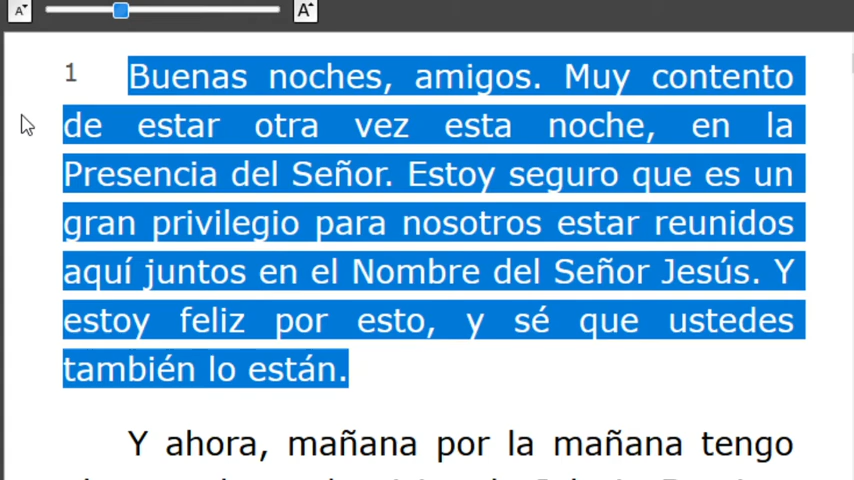 A A
1 Buenas noches, amigos. Muy contento
de estar otra vez esta noche, en la
Presencia del Señor. Estoy seguro que es un
gran privilegio para nosotros estar reunidos
aquí juntos en el Nombre del Señor Jesús. Y
estoy feliz por esto, y sé que ustedes
también lo están.
Y ahora, mañana por la mañana tengo